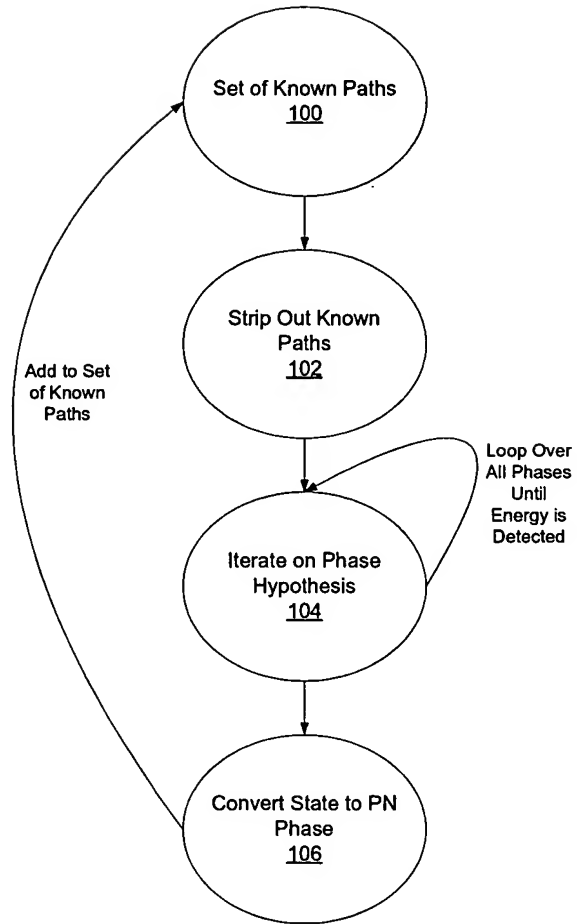 Set of Known Paths
100
Strip Out Known
Paths
102
Add to Set
of Known
Paths
Loop Over
All Phases
Until
Energy is
Detected
Iterate on Phase
Hypothesis
104
Convert State to PN
Phase
106